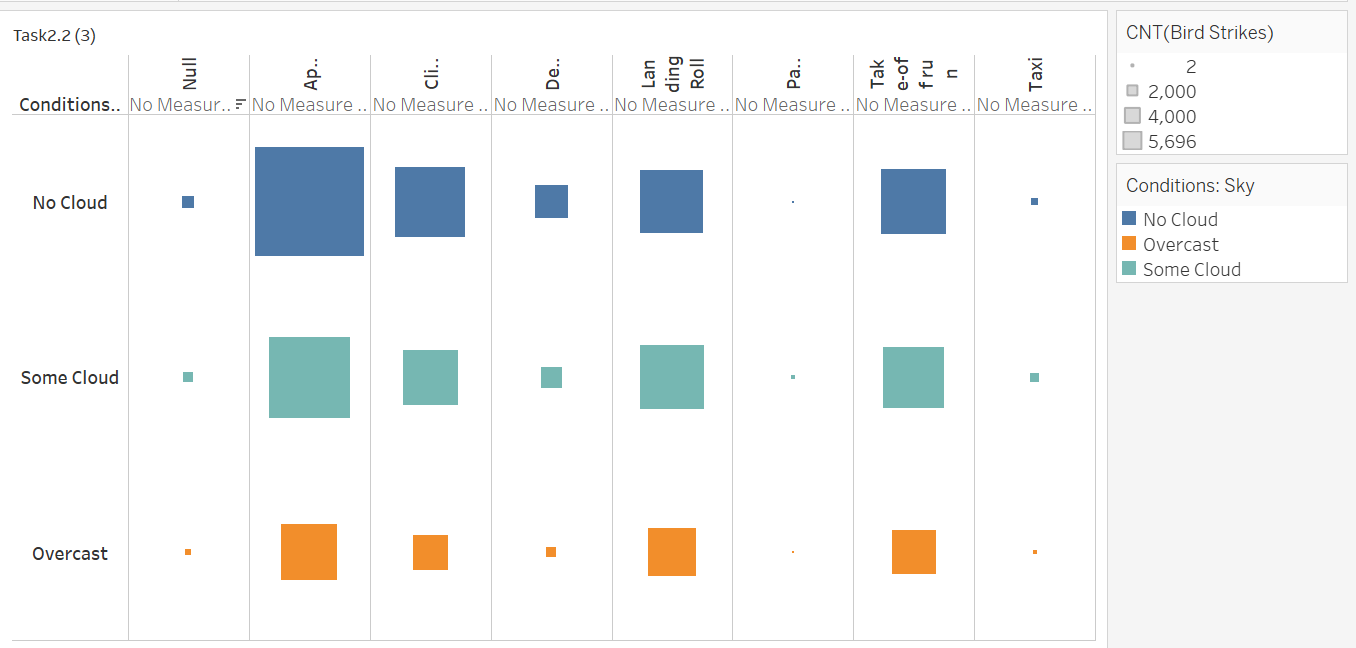 Task2.2 (3)
Null
Ap..
Cli..
De..
Lan
ding
Roll
Pa..
Tak
e-of
f ru
n
Taxi
Conditions.. No Measur.. No Measure .. No Measure .. No Measure .. No Measure .. No Measure .. No Measure .. No Measure ..
No Cloud
Some Cloud
Overcast
CNT(Bird Strikes)
2
2,000
4,000
5,696
Conditions: Sky
No Cloud
Overcast
Some Cloud